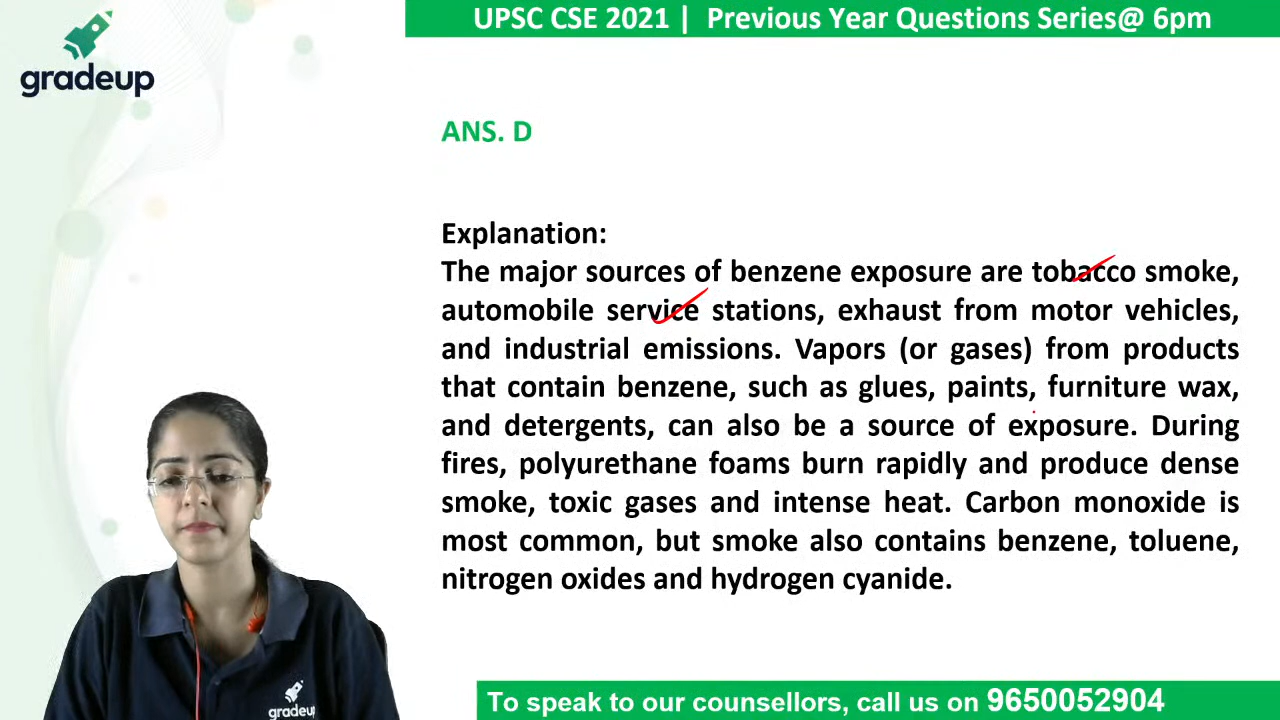 UPSC CSE 2021 | Previous Year Questions Series@ 6pm
gradeup
ANS. D
Explanation:
The major sources of benzene exposure are tobacco smoke,
automobile service stations, exhaust from motor vehicles,
and industrial emissions. Vapors (or gases) from products
that contain benzene, such as glues, paints, furniture wax,
and detergents, can also be a source of exposure. During
fires, polyurethane foams burn rapidly and produce dense
smoke, toxic gases and intense heat. Carbon monoxide is
most common, but smoke also contains benzene, toluene,
nitrogen oxides and hydrogen cyanide.
gradeup
To speak to our counsellors, call us on 9650052904